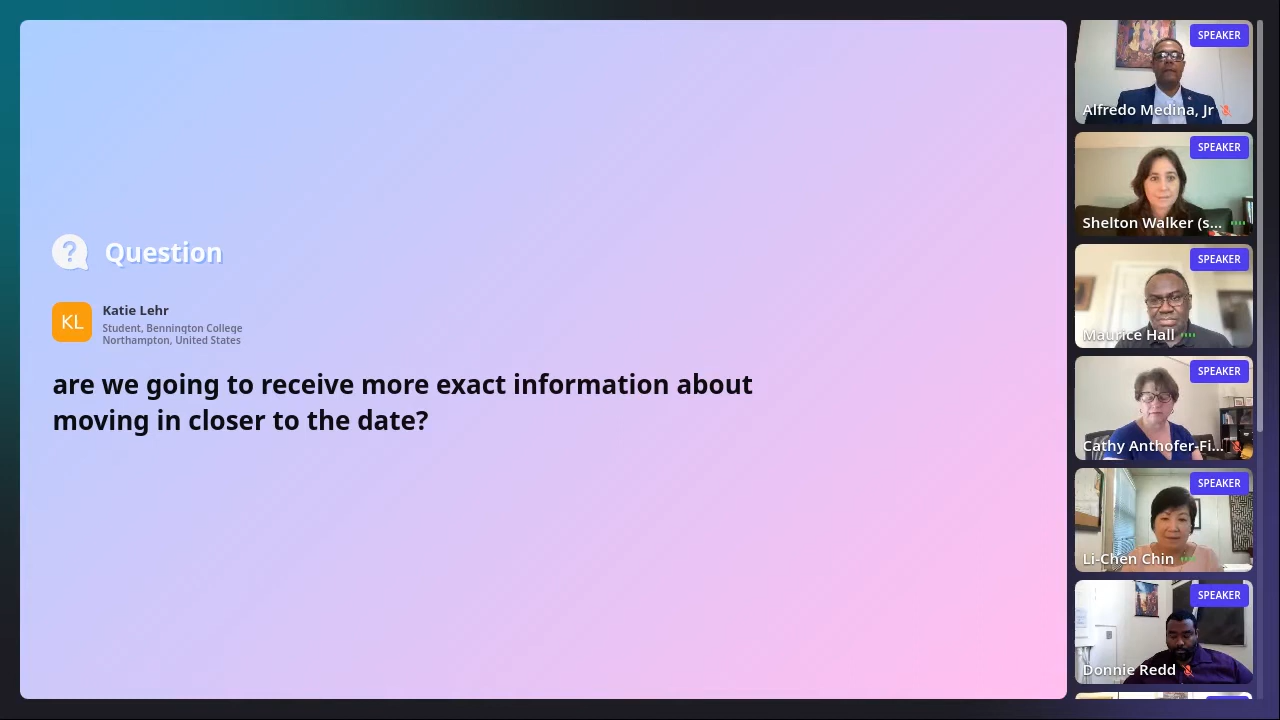 Question
KL
Katie Lehr
Student, Bennington College
Northampton, United States
are we going to receive more exact information about
moving in closer to the date?
SPEAKER
Alfredo Medina, Jr
SPEAKER
Shelton Walker (s...
SPEAKER
Maurice Hall
SPEAKER
Cathy Anthofer-Fi...
SPEAKER
Li-Chen Chin
SPEAKER
Donnie Redd